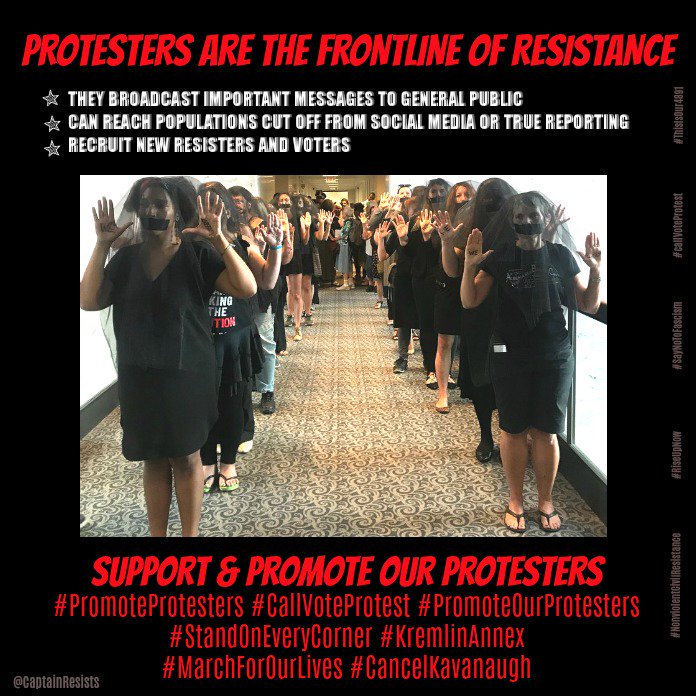 PROTESTERS ARE THE FRONTLINE OF RESISTANCE
THEY BROADCAST IMPORTANT MESSAGES TO GENERAL PUBLIC
CAN REACH POPULATIONS CUT OFF FROM SOCIAL MEDIA OR TRUE REPORTING
RECRUIT NEW RESISTERS AND VOTERS
#ThisIsOur4891
#callVoteProtest
#SayNoToFascism
#RiseUpNow
#NonviolentCivilResistance
KING
THE
SUPPORT & PROMOTE OUR PROTESTERS
#PromoteProtesters #CallVoteProtest #PromoteOurProtesters
#StandOnEveryCorner #KremlinAnnex
#MarchForOurLives #CancelKavanaugh
@CaptainResists